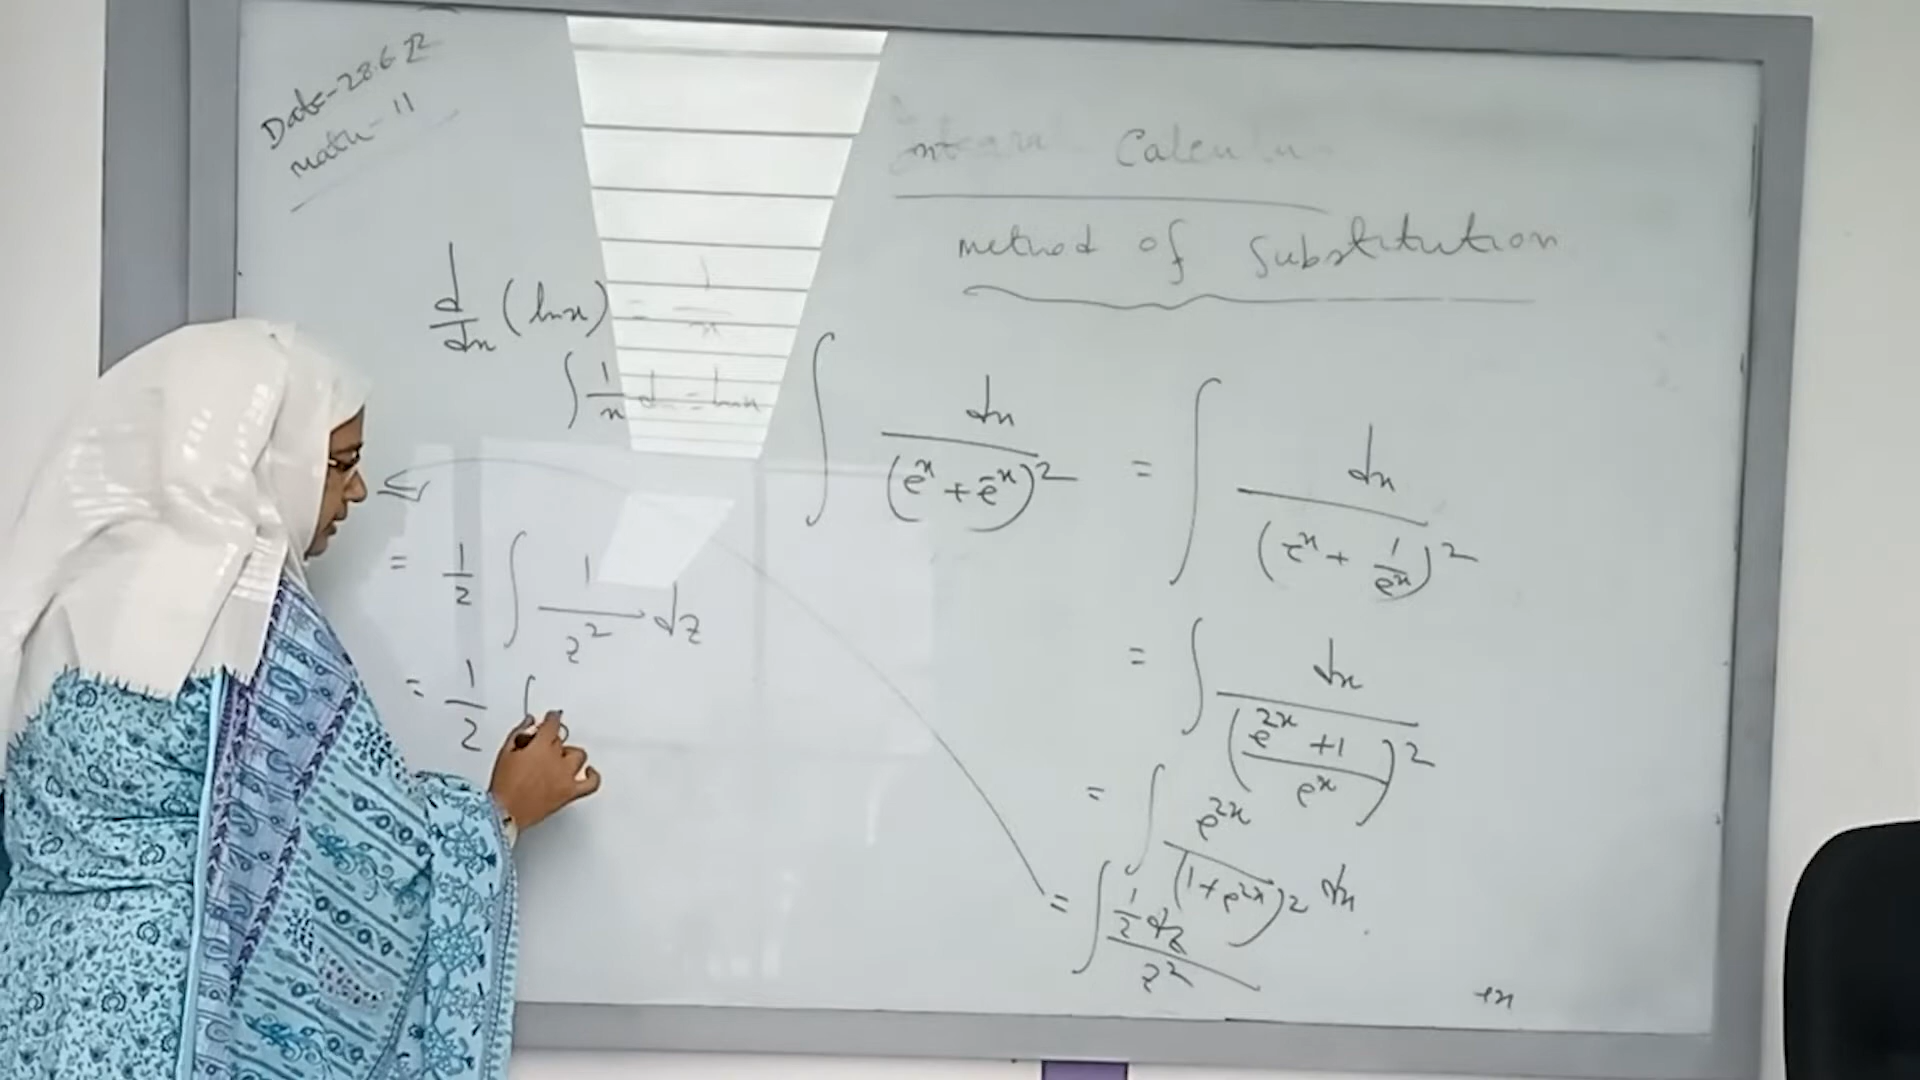 Date-28.6.22
math-11
Integral Calculus
method of Substitution
d/dx (lnx) = 1/x
∫ 1/x dx = lnx
∫ dx/(e^x + e^-x)^2 = ∫ dx/(e^x + 1/e^x)^2
= ∫ dx/((e^2x + 1)/e^x)^2
= ∫ e^2x/(1+e^2x)^2 dx.
= ∫ 1/2 dz/z^2
= 1/2 ∫ 1/z^2 dz
= 1/2 ∫